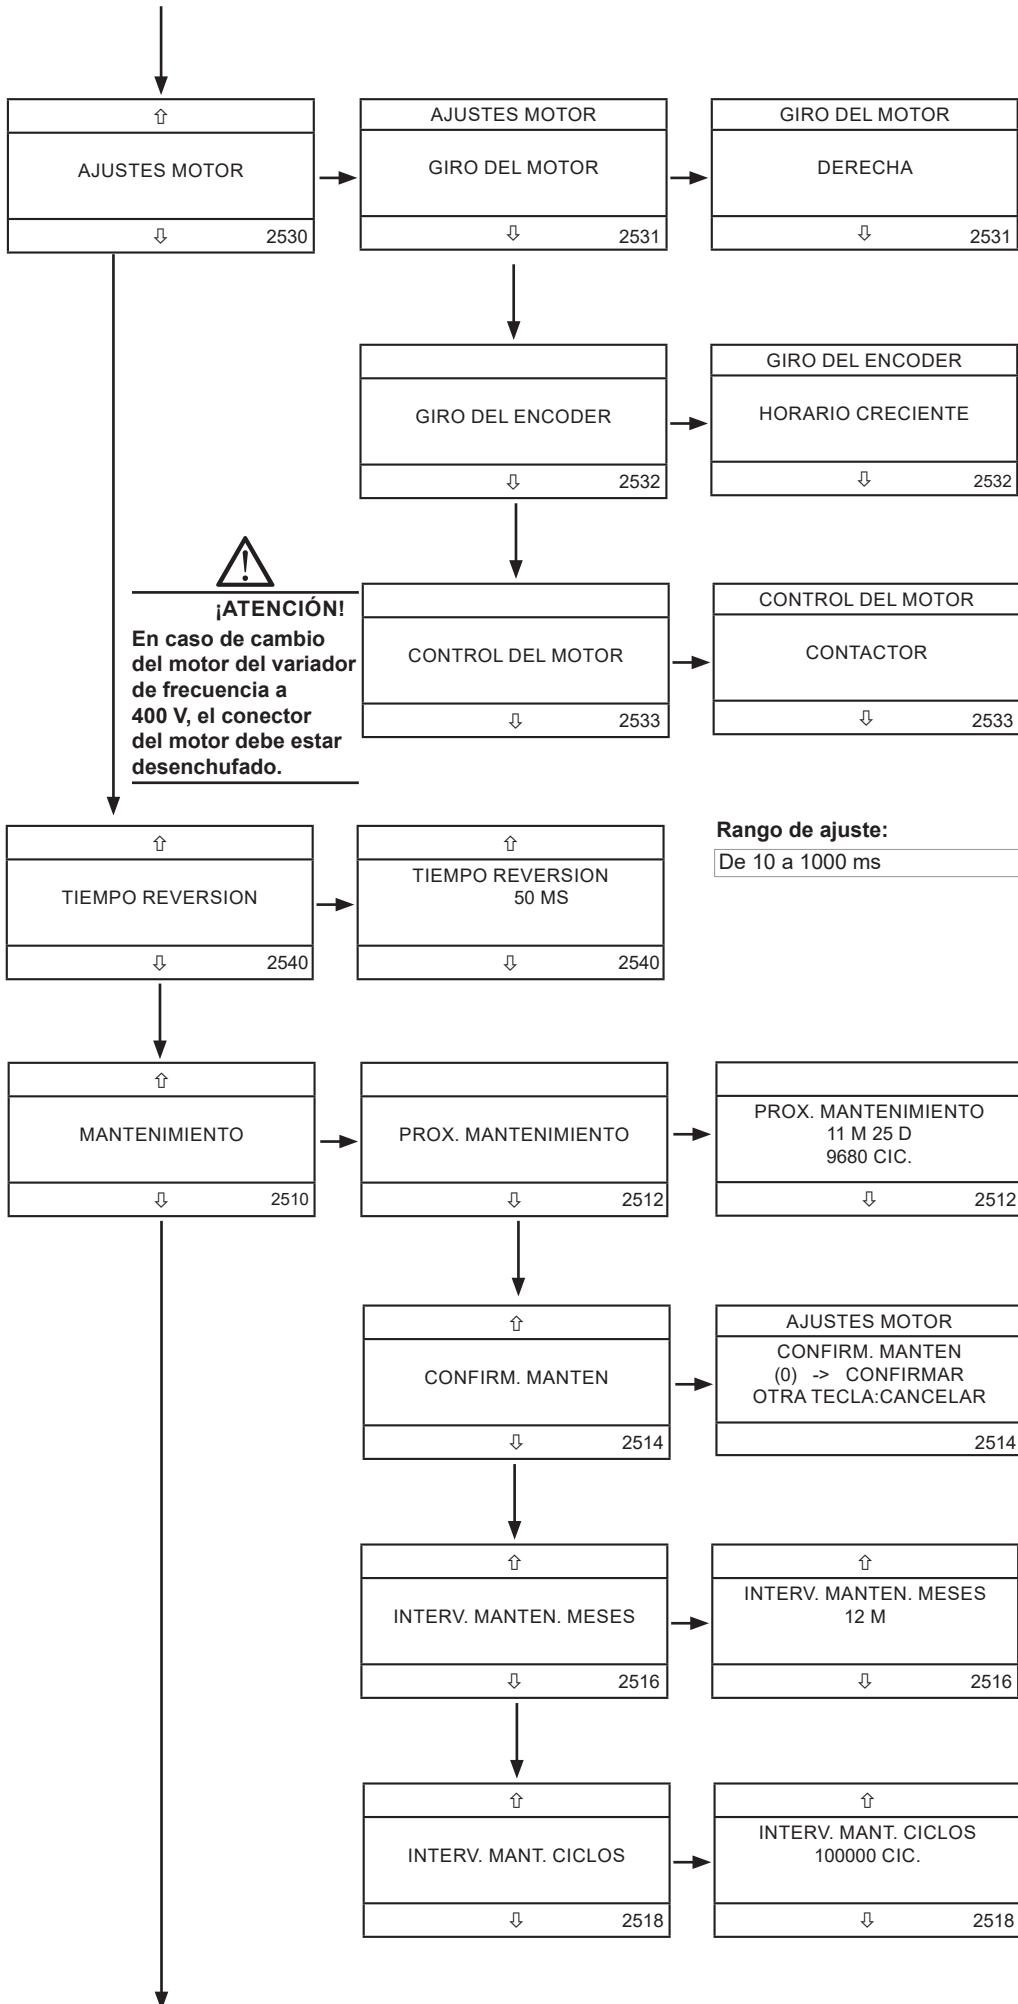 ⇧
AJUSTES MOTOR
⇩ 2530
AJUSTES MOTOR
GIRO DEL MOTOR
⇩ 2531
GIRO DEL MOTOR
DERECHA
⇩ 2531
GIRO DEL ENCODER
⇩ 2532
GIRO DEL ENCODER
HORARIO CRECIENTE
⇩ 2532
¡ATENCIÓN!
En caso de cambio
del motor del variador
de frecuencia a
400 V, el conector
del motor debe estar
desenchufado.
CONTROL DEL MOTOR
⇩ 2533
CONTROL DEL MOTOR
CONTACTOR
⇩ 2533
⇧
TIEMPO REVERSION
⇩ 2540
⇧
TIEMPO REVERSION
50 MS
⇩ 2540
Rango de ajuste:
De 10 a 1000 ms
⇧
MANTENIMIENTO
⇩ 2510
PROX. MANTENIMIENTO
⇩ 2512
PROX. MANTENIMIENTO
11 M 25 D
9680 CIC.
⇩ 2512
⇧
CONFIRM. MANTEN
⇩ 2514
AJUSTES MOTOR
CONFIRM. MANTEN
(0) -> CONFIRMAR
OTRA TECLA:CANCELAR
2514
⇧
INTERV. MANTEN. MESES
⇩ 2516
⇧
INTERV. MANTEN. MESES
12 M
⇩ 2516
⇧
INTERV. MANT. CICLOS
⇩ 2518
⇧
INTERV. MANT. CICLOS
100000 CIC.
⇩ 2518